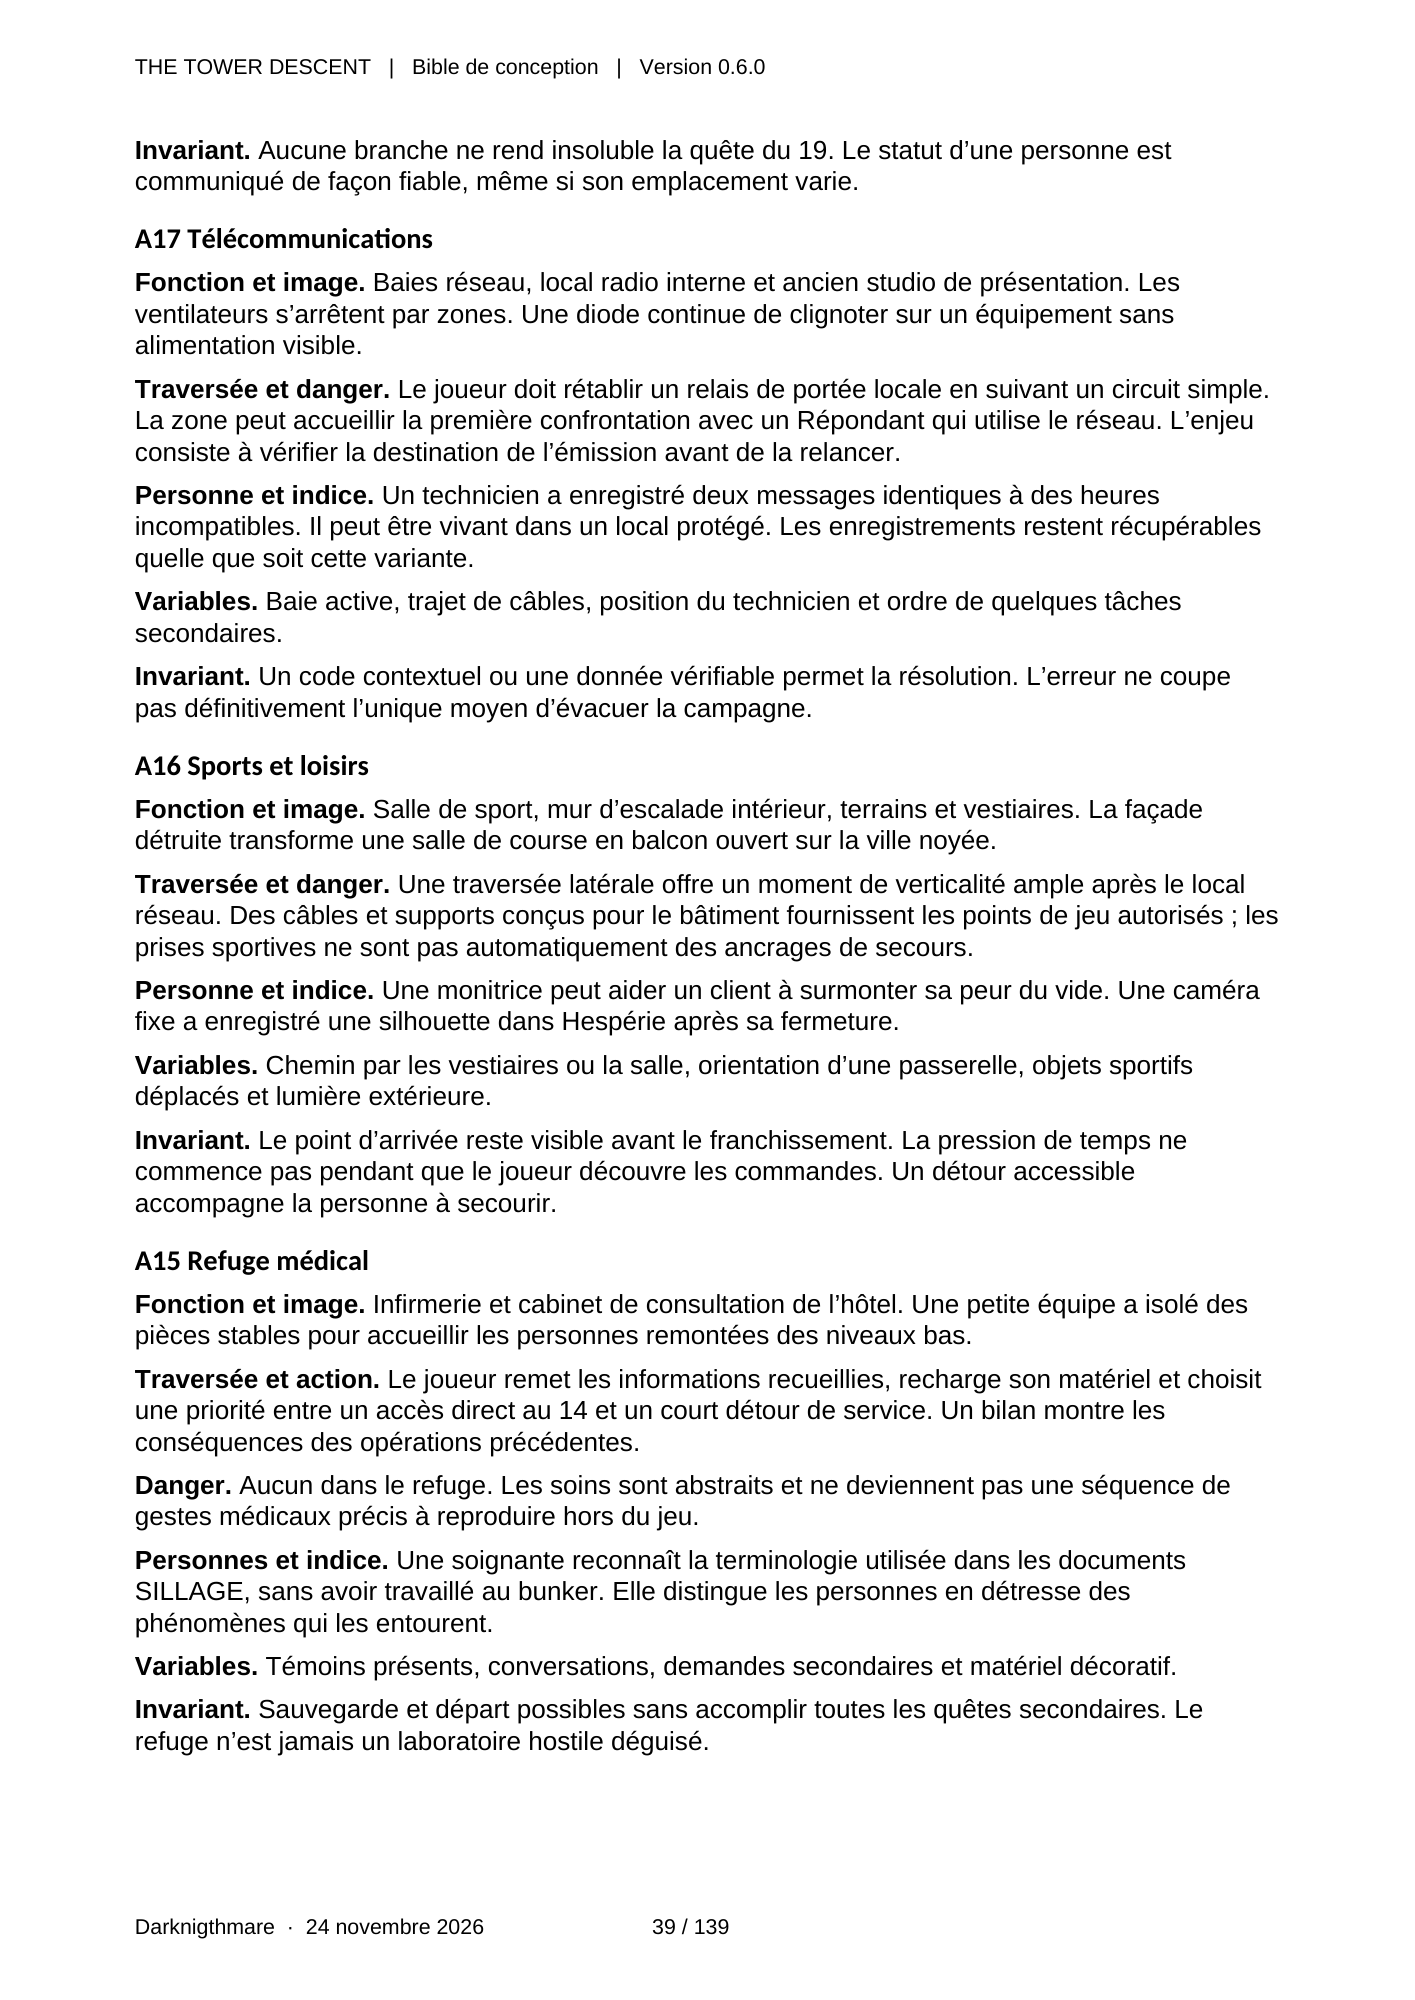 THE TOWER DESCENT | Bible de conception | Version 0.6.0
Invariant. Aucune branche ne rend insoluble la quête du 19. Le statut d’une personne est
communiqué de façon fiable, même si son emplacement varie.
A17 Télécommunications
Fonction et image. Baies réseau, local radio interne et ancien studio de présentation. Les
ventilateurs s’arrêtent par zones. Une diode continue de clignoter sur un équipement sans
alimentation visible.
Traversée et danger. Le joueur doit rétablir un relais de portée locale en suivant un circuit simple.
La zone peut accueillir la première confrontation avec un Répondant qui utilise le réseau. L’enjeu
consiste à vérifier la destination de l’émission avant de la relancer.
Personne et indice. Un technicien a enregistré deux messages identiques à des heures
incompatibles. Il peut être vivant dans un local protégé. Les enregistrements restent récupérables
quelle que soit cette variante.
Variables. Baie active, trajet de câbles, position du technicien et ordre de quelques tâches
secondaires.
Invariant. Un code contextuel ou une donnée vérifiable permet la résolution. L’erreur ne coupe
pas définitivement l’unique moyen d’évacuer la campagne.
A16 Sports et loisirs
Fonction et image. Salle de sport, mur d’escalade intérieur, terrains et vestiaires. La façade
détruite transforme une salle de course en balcon ouvert sur la ville noyée.
Traversée et danger. Une traversée latérale offre un moment de verticalité ample après le local
réseau. Des câbles et supports conçus pour le bâtiment fournissent les points de jeu autorisés ; les
prises sportives ne sont pas automatiquement des ancrages de secours.
Personne et indice. Une monitrice peut aider un client à surmonter sa peur du vide. Une caméra
fixe a enregistré une silhouette dans Hespérie après sa fermeture.
Variables. Chemin par les vestiaires ou la salle, orientation d’une passerelle, objets sportifs
déplacés et lumière extérieure.
Invariant. Le point d’arrivée reste visible avant le franchissement. La pression de temps ne
commence pas pendant que le joueur découvre les commandes. Un détour accessible
accompagne la personne à secourir.
A15 Refuge médical
Fonction et image. Infirmerie et cabinet de consultation de l’hôtel. Une petite équipe a isolé des
pièces stables pour accueillir les personnes remontées des niveaux bas.
Traversée et action. Le joueur remet les informations recueillies, recharge son matériel et choisit
une priorité entre un accès direct au 14 et un court détour de service. Un bilan montre les
conséquences des opérations précédentes.
Danger. Aucun dans le refuge. Les soins sont abstraits et ne deviennent pas une séquence de
gestes médicaux précis à reproduire hors du jeu.
Personnes et indice. Une soignante reconnaît la terminologie utilisée dans les documents
SILLAGE, sans avoir travaillé au bunker. Elle distingue les personnes en détresse des
phénomènes qui les entourent.
Variables. Témoins présents, conversations, demandes secondaires et matériel décoratif.
Invariant. Sauvegarde et départ possibles sans accomplir toutes les quêtes secondaires. Le
refuge n’est jamais un laboratoire hostile déguisé.
Darknigthmare · 24 novembre 2026 39 / 139